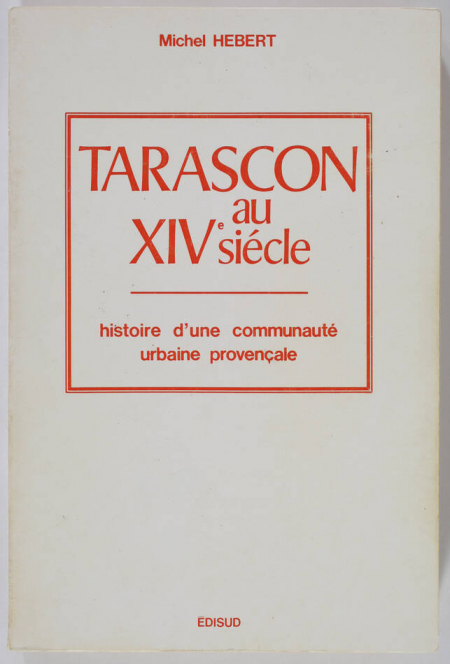 Michel HEBERT
TARASCON
au
XIVe siécle
histoire d'une communauté
urbaine provençale
EDISUD